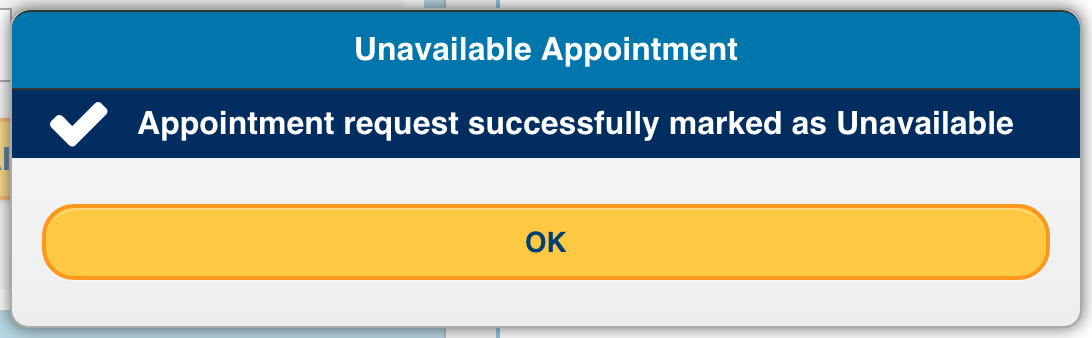 Unavailable Appointment
Appointment request successfully marked as Unavailable
OK